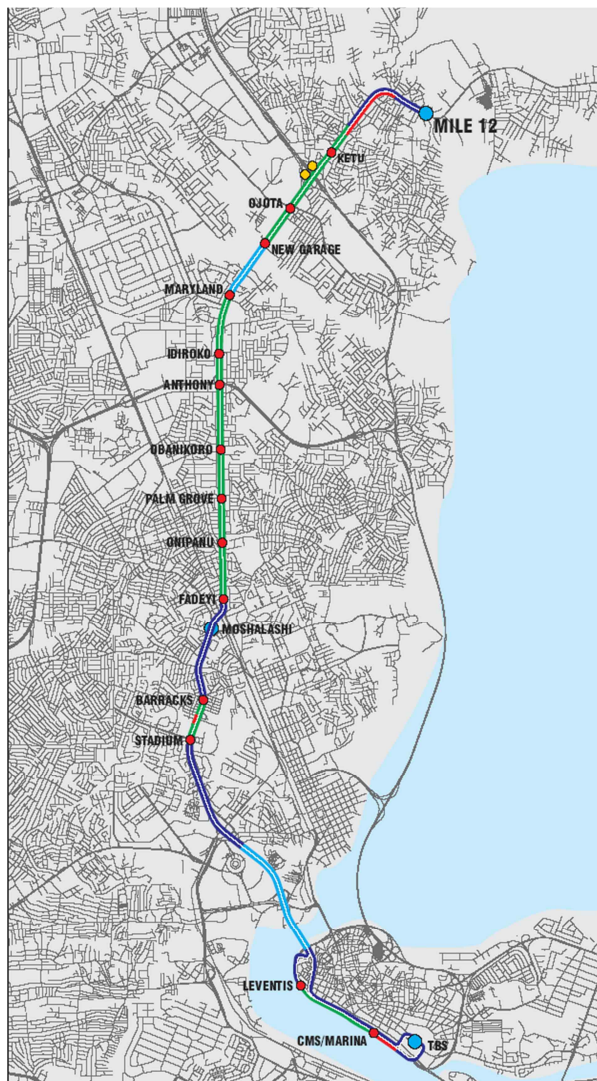 MILE 12
KETU
OJOTA
NEW GARAGE
MARYLAND
IDIROKO
ANTHONY
OBANIKORO
PALM GROVE
ONIPANU
FADEYI
MOSHALASHI
BARRACKS
STADIUM
LEVENTIS
CMS/MARINA
TBS